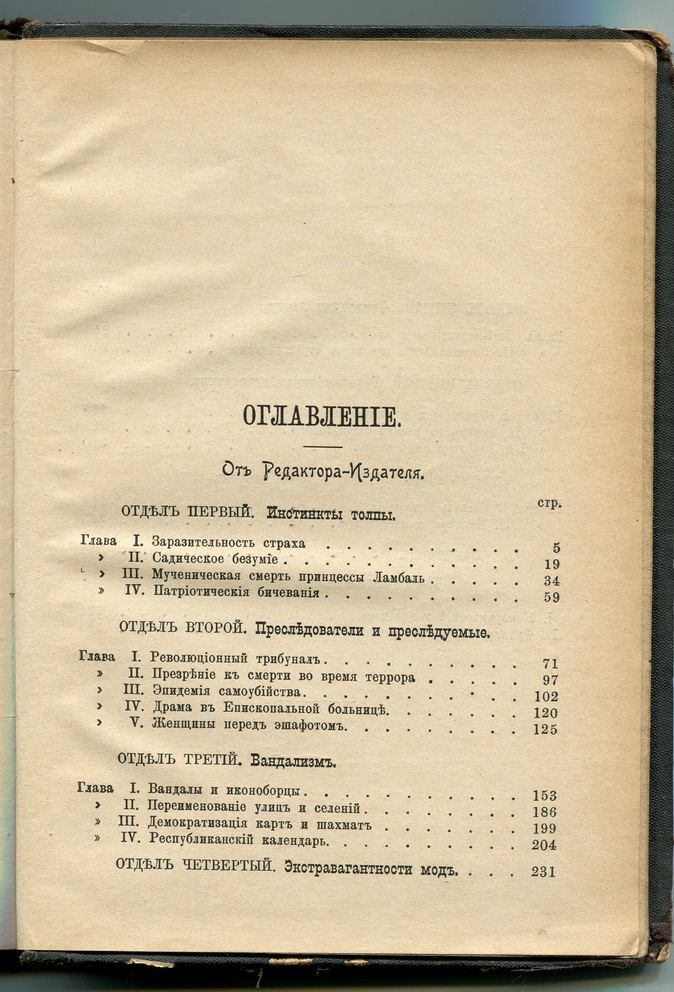 ОГЛАВЛЕНІЕ.
Отъ Редактора-Издателя.
стр.
ОТДѢЛЪ ПЕРВЫЙ. Инстинкты толпы.
Глава I. Заразительность страха . . . . . . . . . . 5
› II. Садическое безуміе . . . . . . . . . . . 19
› III. Мученическая смерть принцессы Ламбаль . . . . . 34
» IV. Патріотическія бичеванія . . . . . . . . . 59
ОТДѢЛЪ ВТОРОЙ. Преслѣдователи и преслѣдуемые.
Глава I. Революціонный трибуналъ . . . . . . . . . 71
» II. Презрѣніе къ смерти во время террора . . . . . 97
› III. Эпидемія самоубійства . . . . . . . . . . 102
› IV. Драма въ Епископальной больницѣ . . . . . . 120
› V. Женщины передъ эшафотомъ . . . . . . . . 125
ОТДѢЛЪ ТРЕТІЙ. Вандализмъ.
Глава I. Вандалы и иконоборцы . . . . . . . . . . 153
› II. Переименованіе улицъ и селеній . . . . . . . 186
» III. Демократизація картъ и шахматъ . . . . . . . 199
» IV. Республиканскій календарь . . . . . . . . . 204
ОТДѢЛЪ ЧЕТВЕРТЫЙ. Экстравагантности модъ. . . . 231